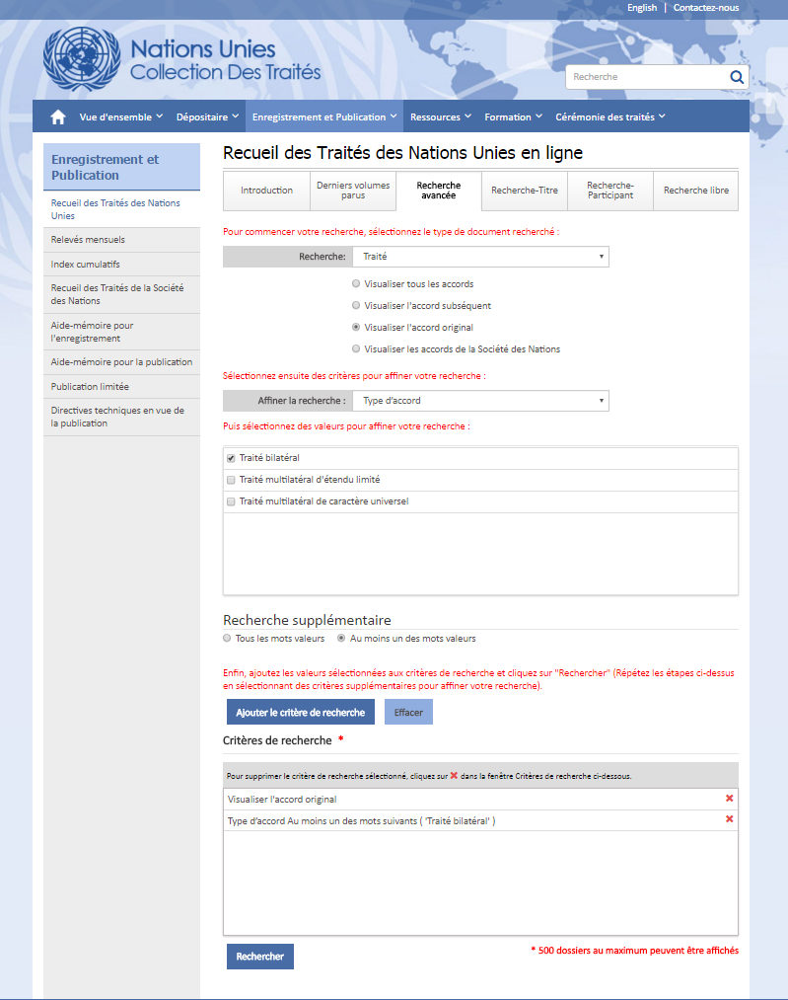 English | Contactez-nous
Nations Unies
Collection Des Traités
Recherche
Vue d'ensemble Dépositaire Enregistrement et Publication Ressources Formation Cérémonie des traités
Enregistrement et
Publication
Recueil des Traités des Nations
Unies
Relevés mensuels
Index cumulatifs
Recueil des Traités de la Société
des Nations
Aide-mémoire pour
l'enregistrement
Aide-mémoire pour la publication
Publication limitée
Directives techniques en vue de
la publication
Recueil des Traités des Nations Unies en ligne
Introduction
Derniers volumes
parus
Recherche
avancée
Recherche-Titre
Recherche-
Participant
Recherche libre
Pour commencer votre recherche, sélectionnez le type de document recherché :
Recherche: Traité
Visualiser tous les accords
Visualiser l'accord subséquent
Visualiser l'accord original
Visualiser les accords de la Société des Nations
Sélectionnez ensuite des critères pour affiner votre recherche :
Affiner la recherche : Type d'accord
Puis sélectionnez des valeurs pour affiner votre recherche :
Traité bilatéral
Traité multilatéral d'étendu limité
Traité multilatéral de caractère universel
Recherche supplémentaire
Tous les mots valeurs Au moins un des mots valeurs
Enfin, ajoutez les valeurs sélectionnées aux critères de recherche et cliquez sur "Rechercher" (Répétez les étapes ci-dessus
en sélectionnant des critères supplémentaires pour affiner votre recherche).
Ajouter le critère de recherche Effacer
Critères de recherche *
Pour supprimer le critère de recherche sélectionné, cliquez sur ✖ dans la fenêtre Critères de recherche ci-dessous.
Visualiser l'accord original
Type d'accord Au moins un des mots suivants ( 'Traité bilatéral' )
Rechercher
* 500 dossiers au maximum peuvent être affichés